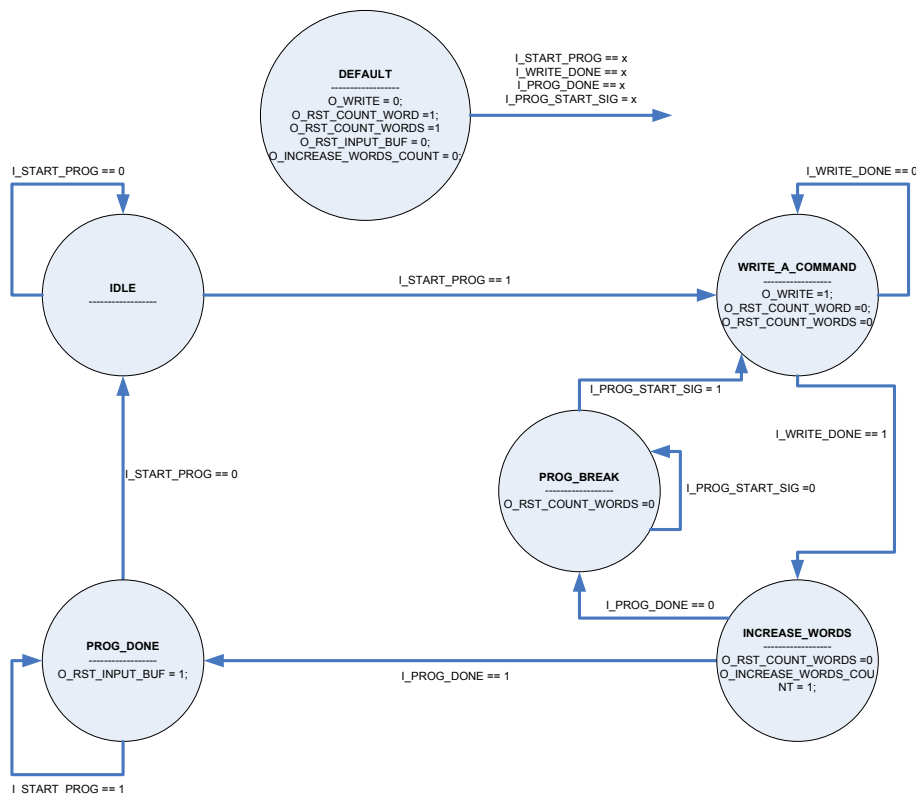 DEFAULT
------------------
O_WRITE = 0;
O_RST_COUNT_WORD =1;
O_RST_COUNT_WORDS =1
O_RST_INPUT_BUF = 0;
O_INCREASE_WORDS_COUNT = 0;
I_START_PROG == x
I_WRITE_DONE == x
I_PROG_DONE == x
I_PROG_START_SIG = x
I_START_PROG == 0
I_WRITE_DONE == 0
IDLE
------------------
I_START_PROG == 1
WRITE_A_COMMAND
------------------
O_WRITE =1;
O_RST_COUNT_WORD =0;
O_RST_COUNT_WORDS =0
I_PROG_START_SIG = 1
I_WRITE_DONE == 1
I_START_PROG == 0
PROG_BREAK
------------------
O_RST_COUNT_WORDS =0
I_PROG_START_SIG =0
I_PROG_DONE == 0
PROG_DONE
------------------
O_RST_INPUT_BUF = 1;
I_PROG_DONE == 1
INCREASE_WORDS
------------------
O_RST_COUNT_WORDS =0
O_INCREASE_WORDS_COU
NT = 1;
I_START_PROG == 1